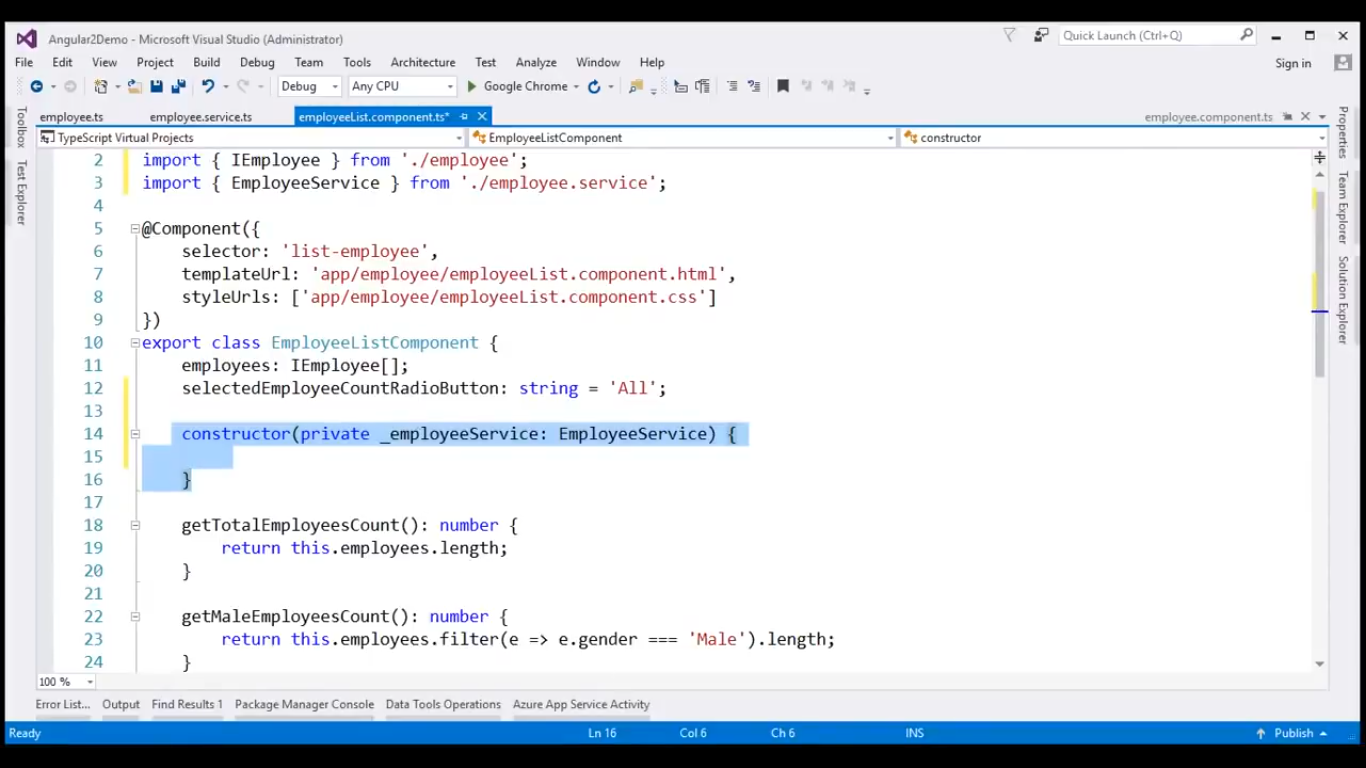 Angular2Demo - Microsoft Visual Studio (Administrator)
Quick Launch (Ctrl+Q)
File Edit View Project Build Debug Team Tools Architecture Test Analyze Window Help
Sign in
Debug Any CPU Google Chrome
employee.ts employee.service.ts employeeList.component.ts* employee.component.ts
TypeScript Virtual Projects EmployeeListComponent constructor
Toolbox
Test Explorer
2 import { IEmployee } from './employee';
3 import { EmployeeService } from './employee.service';
4
5 @Component({
6 selector: 'list-employee',
7 templateUrl: 'app/employee/employeeList.component.html',
8 styleUrls: ['app/employee/employeeList.component.css']
9 })
10 export class EmployeeListComponent {
11 employees: IEmployee[];
12 selectedEmployeeCountRadioButton: string = 'All';
13
14 constructor(private _employeeService: EmployeeService) {
15
16 }
17
18 getTotalEmployeesCount(): number {
19 return this.employees.length;
20 }
21
22 getMaleEmployeesCount(): number {
23 return this.employees.filter(e => e.gender === 'Male').length;
24 }
Properties
Team Explorer
Solution Explorer
100 %
Error List... Output Find Results 1 Package Manager Console Data Tools Operations Azure App Service Activity
Ready Ln 16 Col 6 Ch 6 INS Publish